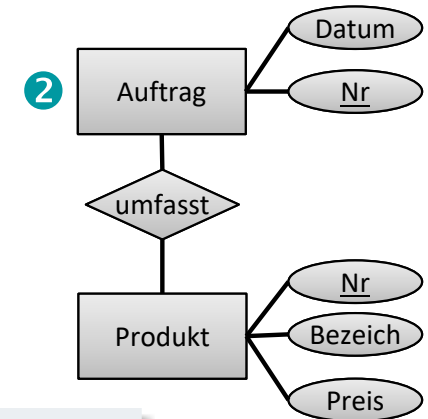 Datum
2
Auftrag
Nr
umfasst
Nr
Produkt
Bezeich
Preis